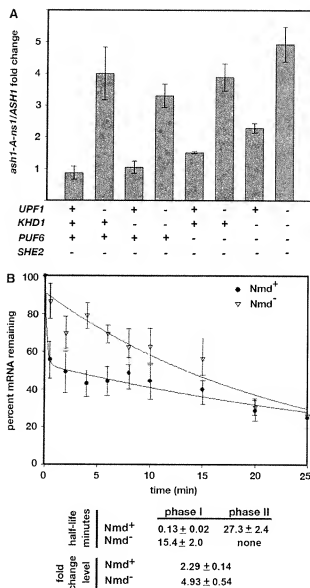 A
ash1-A-ns1/ASH1 fold change
5
4
3
2
1
UPF1 + - + - + - + -
KHD1 + + - - + + - -
PUF6 + + + + - - - -
SHE2 - - - - - - - -
B
percent mRNA remaining
100
80
60
40
20
0
Nmd+
Nmd-
0 5 10 15 20 25
time (min)
half-life minutes
phase I phase II
Nmd+ 0.13 ± 0.02 27.3 ± 2.4
Nmd- 15.4 ± 2.0 none
fold change level
Nmd+ 2.29 ± 0.14
Nmd- 4.93 ± 0.54